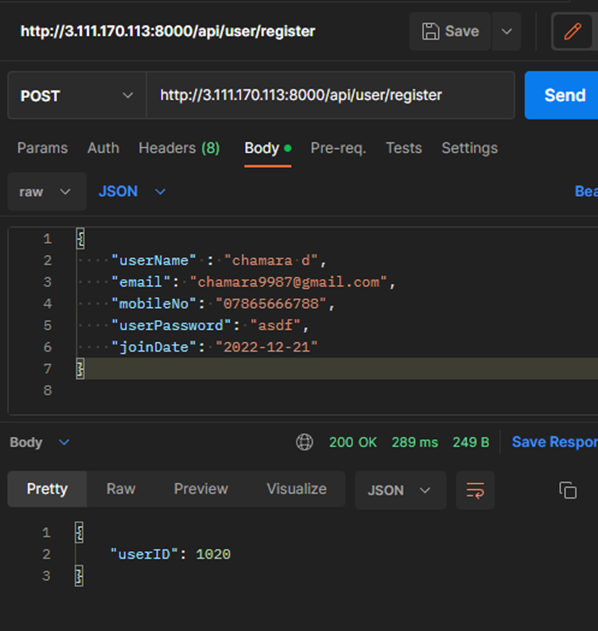 http://3.111.170.113:8000/api/user/register
Save
POST
http://3.111.170.113:8000/api/user/register
Send
Params Auth Headers (8) Body Pre-req. Tests Settings
raw JSON Bea
1 {
2 "userName" : "chamara d",
3 "email": "chamara9987@gmail.com",
4 "mobileNo": "07865666788",
5 "userPassword": "asdf",
6 "joinDate": "2022-12-21"
7 }
8
Body 200 OK 289 ms 249 B Save Respor
Pretty Raw Preview Visualize JSON
1 {
2 "userID": 1020
3 }